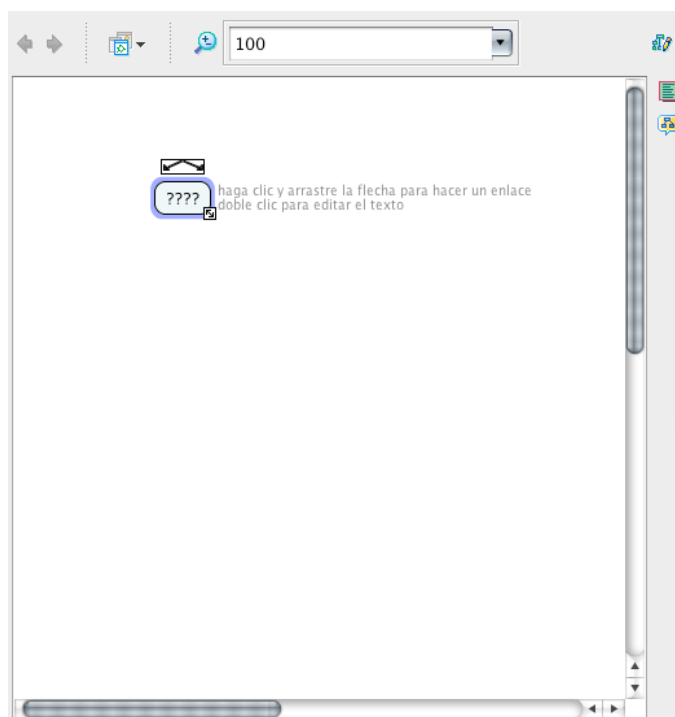 100
????
haga clic y arrastre la flecha para hacer un enlace
doble clic para editar el texto